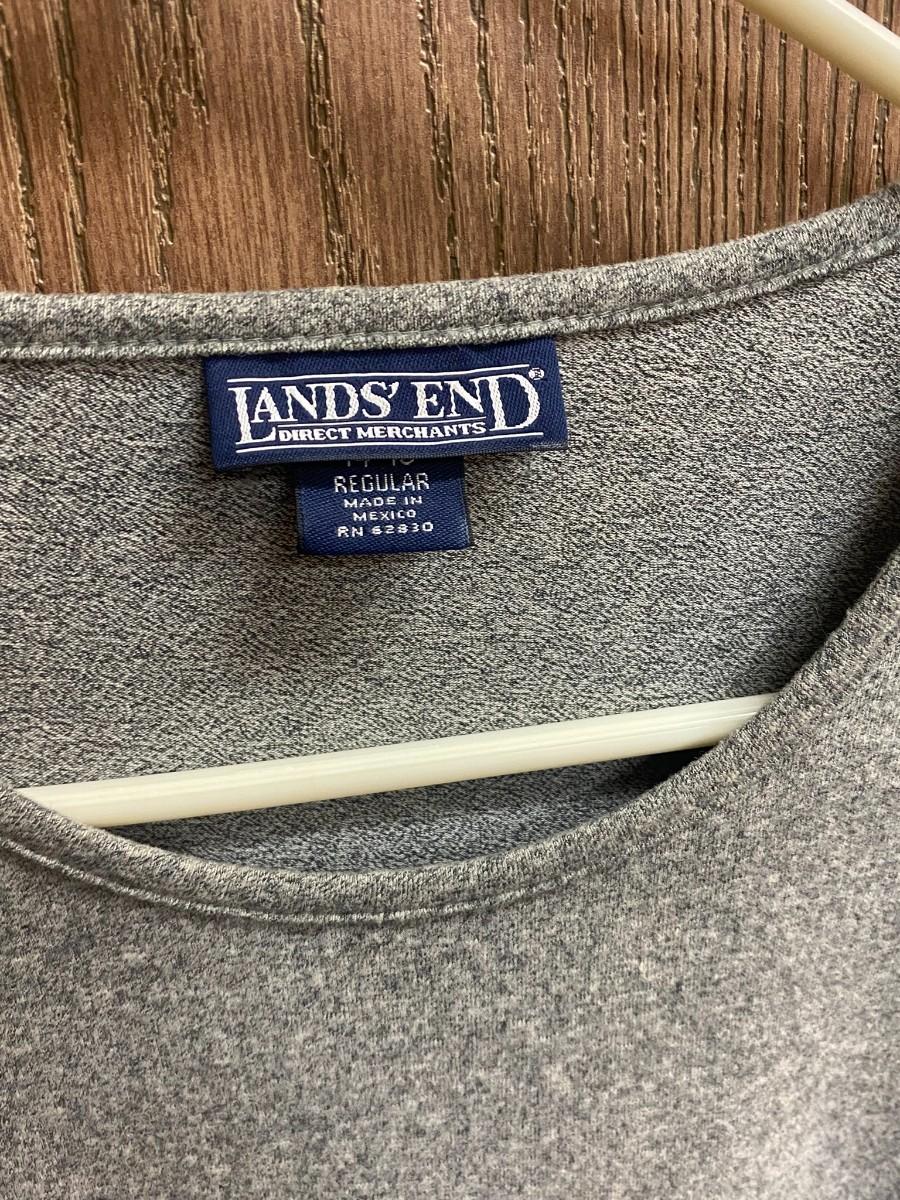 LANDS' END®
DIRECT MERCHANTS
REGULAR
MADE IN
MEXICO
RN 62830